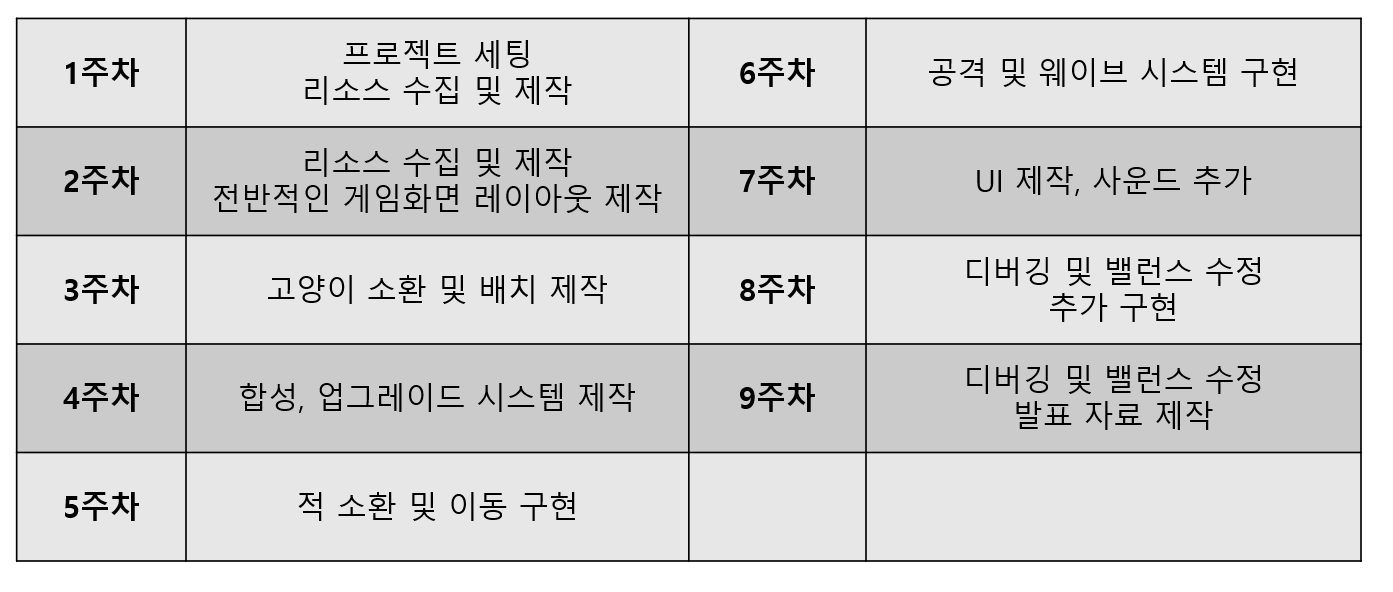 1주차
프로젝트 세팅
리소스 수집 및 제작
2주차
리소스 수집 및 제작
전반적인 게임화면 레이아웃 제작
3주차
고양이 소환 및 배치 제작
4주차
합성, 업그레이드 시스템 제작
5주차
적 소환 및 이동 구현
6주차
공격 및 웨이브 시스템 구현
7주차
UI 제작, 사운드 추가
8주차
디버깅 및 밸런스 수정
추가 구현
9주차
디버깅 및 밸런스 수정
발표 자료 제작